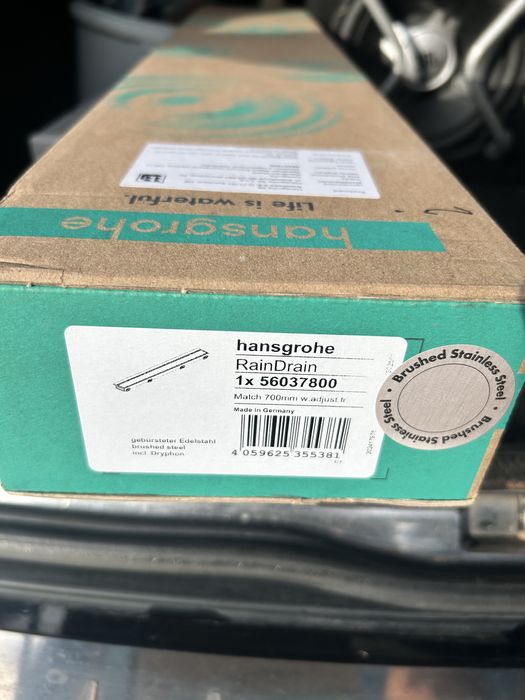 Life is waterful.
hansgrohe
hansgrohe
RainDrain
1x 56037800
Match 700mm w.adjust fr
Made in Germany
gebürsteter Edelstahl
brushed steel
incl. Dryphon
4 059625 355381
Brushed Stainless Steel • Brushed Stainless Steel •